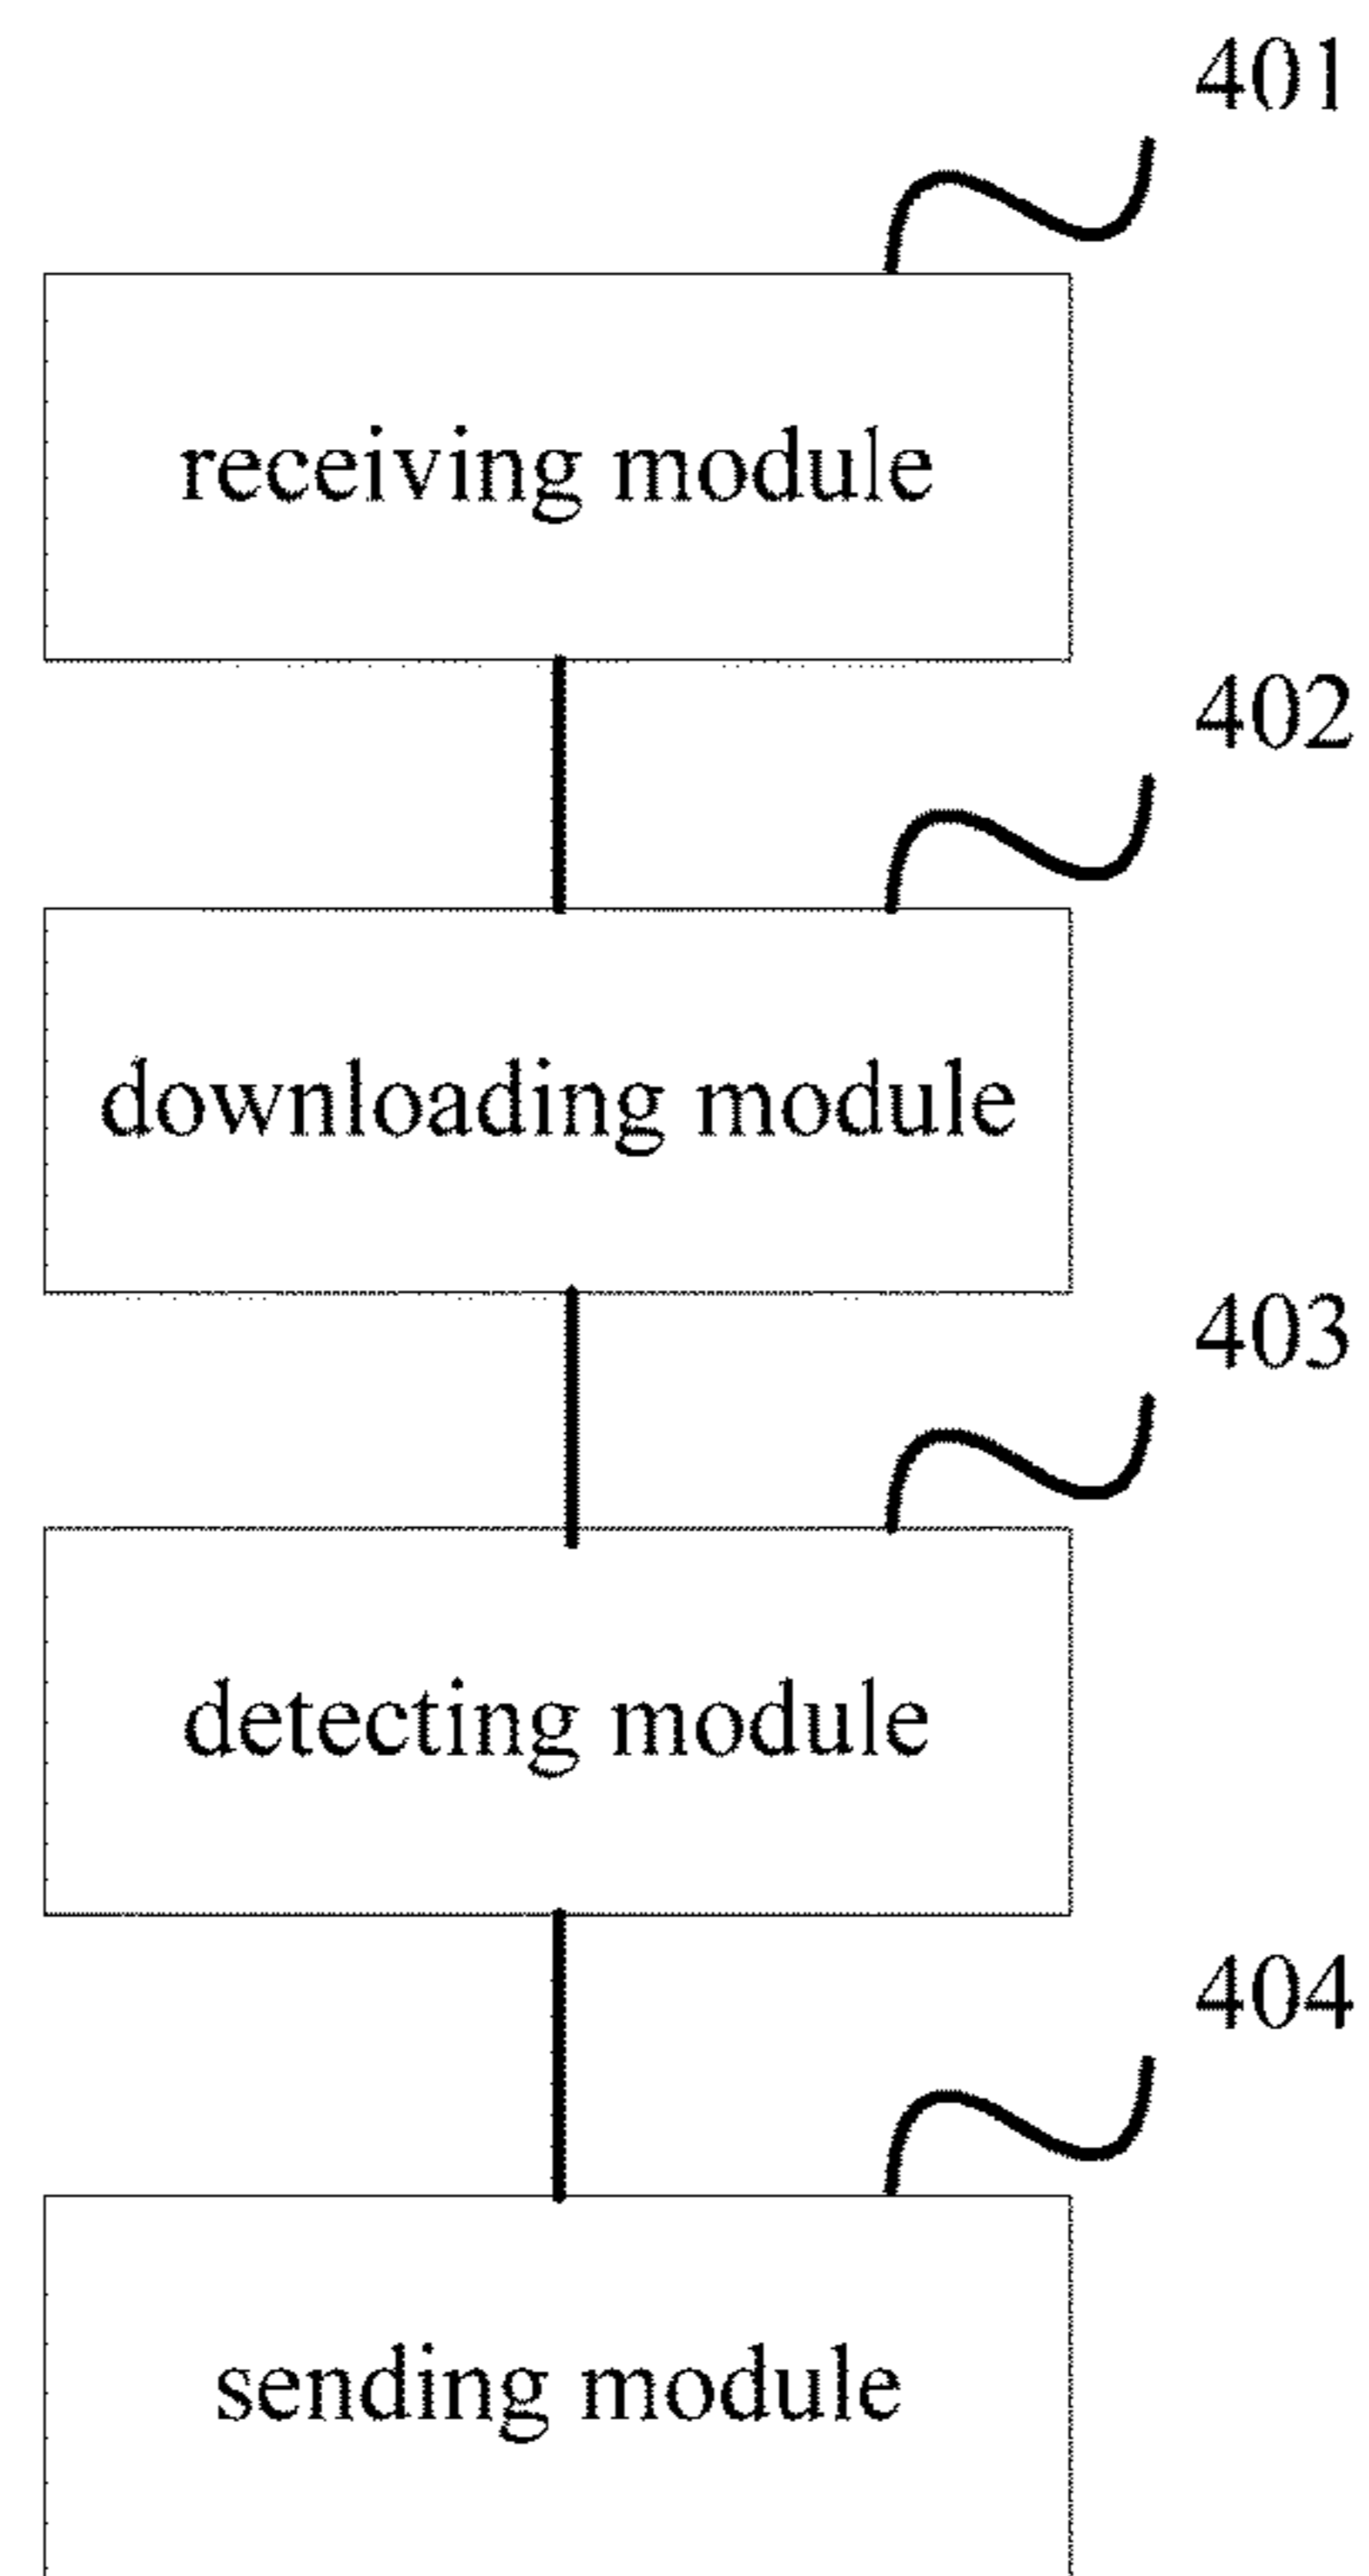 401
receiving module
402
downloading module
403
detecting module
404
sending module